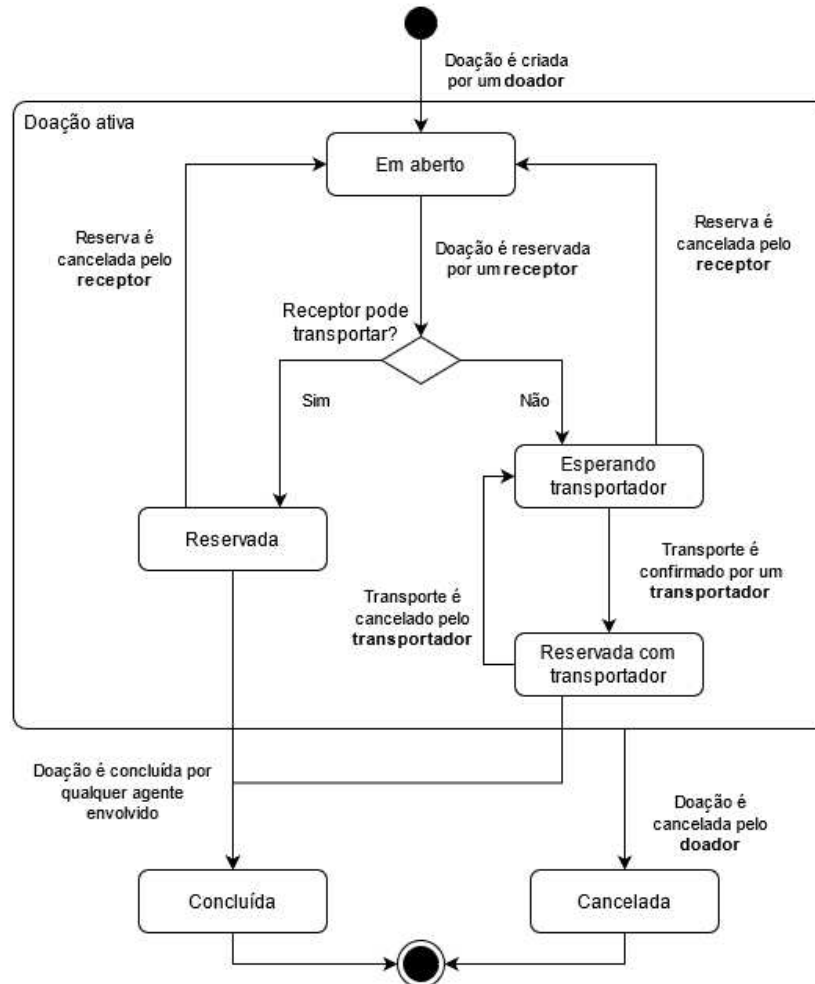 Doação é criada
por um doador
Doação ativa
Em aberto
Reserva é
cancelada pelo
receptor
Doação é reservada
por um receptor
Reserva é
cancelada pelo
receptor
Receptor pode
transportar?
Sim
Não
Esperando
transportador
Reservada
Transporte é
confirmado por um
transportador
Transporte é
cancelado pelo
transportador
Reservada com
transportador
Doação é concluída por
qualquer agente
envolvido
Doação é
cancelada pelo
doador
Concluída
Cancelada